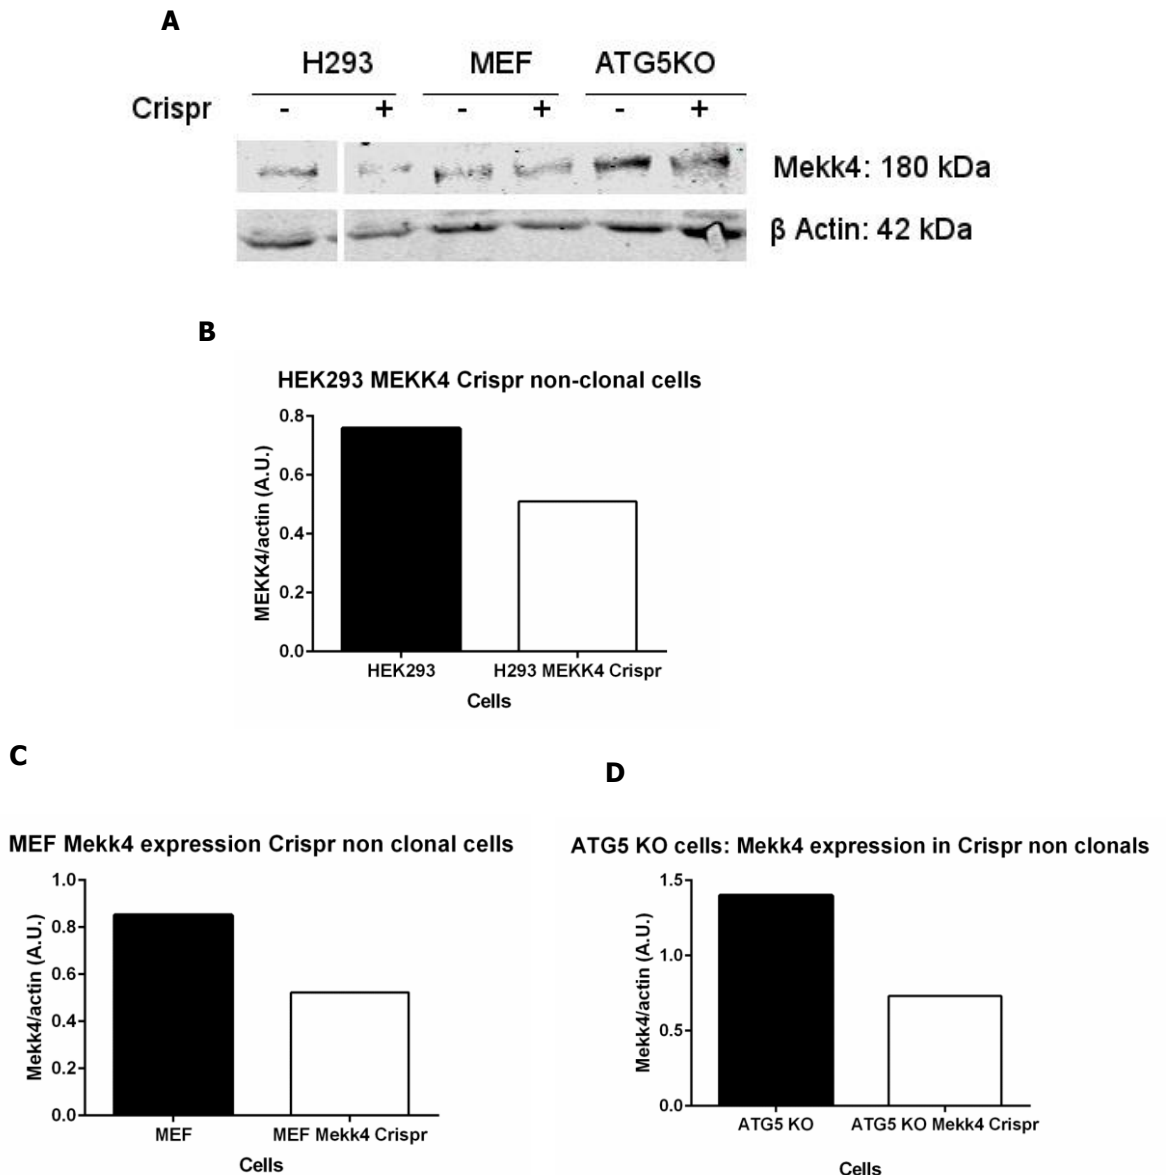 A
H293 MEF ATG5KO
Crispr - + - + - +
Mekk4: 180 kDa
β Actin: 42 kDa
B
HEK293 MEKK4 Crispr non-clonal cells
MEKK4/actin (A.U.)
0.8
0.6
0.4
0.2
0.0
HEK293 H293 MEKK4 Crispr
Cells
C
MEF Mekk4 expression Crispr non clonal cells
Mekk4/actin (A.U.)
1.0
0.8
0.6
0.4
0.2
0.0
MEF MEF Mekk4 Crispr
Cells
D
ATG5 KO cells: Mekk4 expression in Crispr non clonals
Mekk4/actin (A.U.)
1.5
1.0
0.5
0.0
ATG5 KO ATG5 KO Mekk4 Crispr
Cells